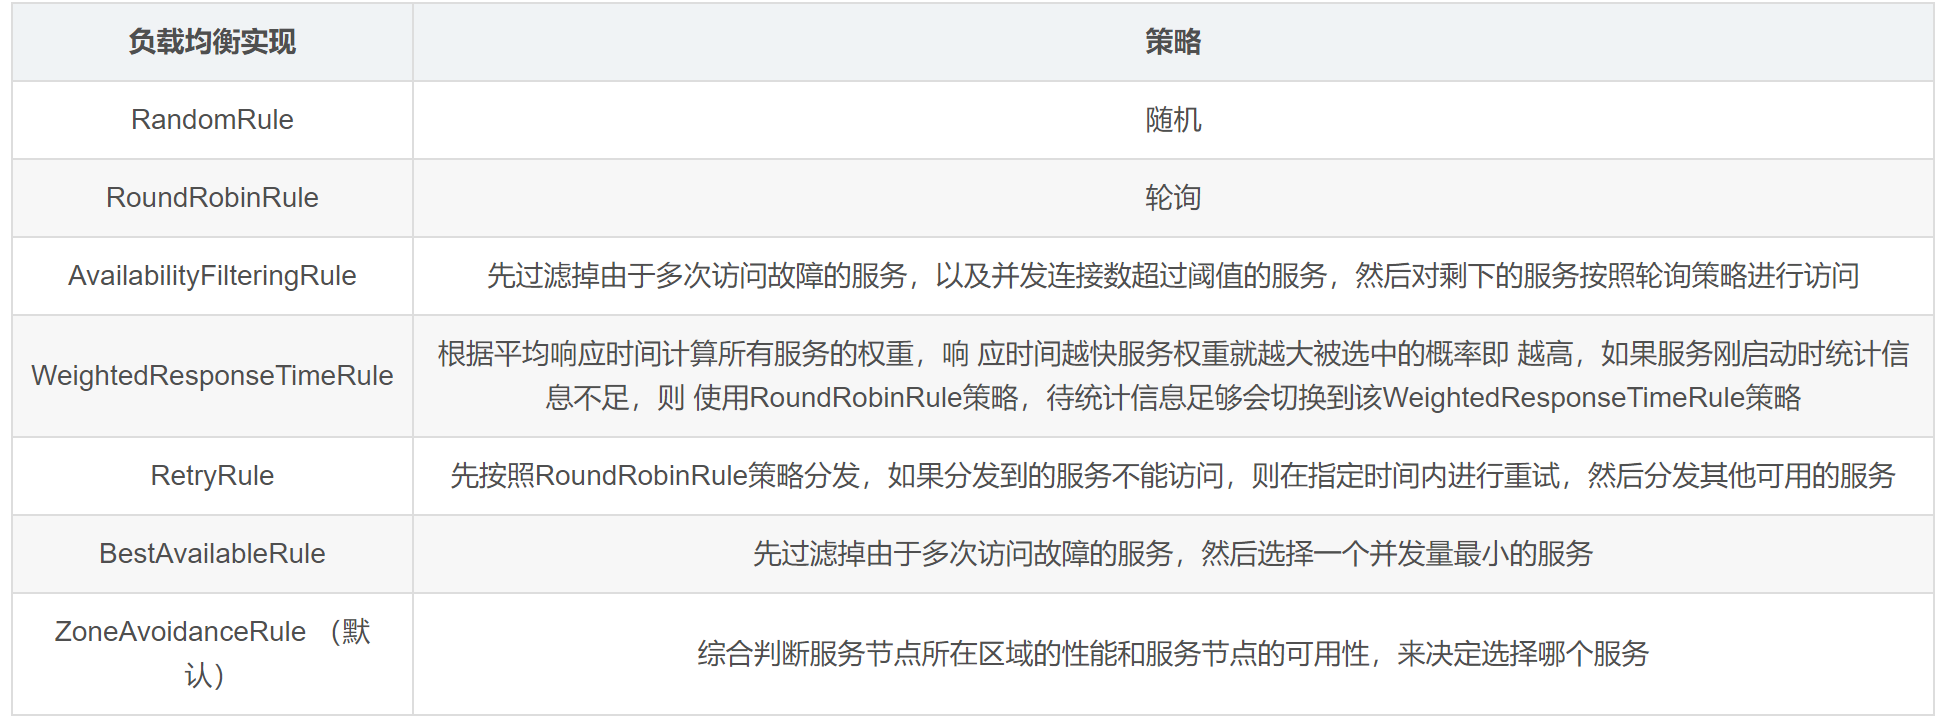 负载均衡实现 策略
RandomRule 随机
RoundRobinRule 轮询
AvailabilityFilteringRule 先过滤掉由于多次访问故障的服务，以及并发连接数超过阈值的服务，然后对剩下的服务按照轮询策略进行访问
WeightedResponseTimeRule 根据平均响应时间计算所有服务的权重，响 应时间越快服务权重就越大被选中的概率即 越高，如果服务刚启动时统计信
息不足，则 使用RoundRobinRule策略，待统计信息足够会切换到该WeightedResponseTimeRule策略
RetryRule 先按照RoundRobinRule策略分发，如果分发到的服务不能访问，则在指定时间内进行重试，然后分发其他可用的服务
BestAvailableRule 先过滤掉由于多次访问故障的服务，然后选择一个并发量最小的服务
ZoneAvoidanceRule （默
认）
综合判断服务节点所在区域的性能和服务节点的可用性，来决定选择哪个服务